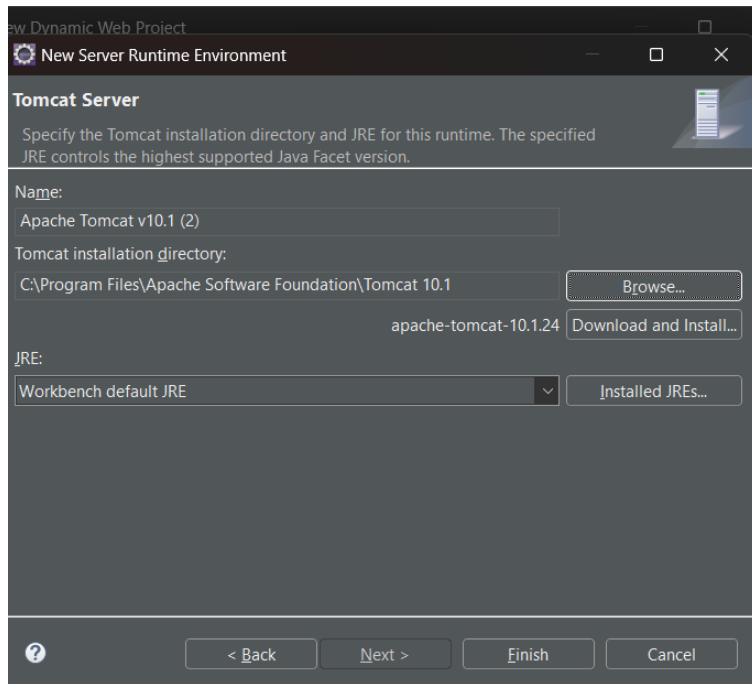 ew Dynamic Web Project
New Server Runtime Environment
Tomcat Server
Specify the Tomcat installation directory and JRE for this runtime. The specified
JRE controls the highest supported Java Facet version.
Name:
Apache Tomcat v10.1 (2)
Tomcat installation directory:
C:\Program Files\Apache Software Foundation\Tomcat 10.1
Browse...
apache-tomcat-10.1.24 Download and Install...
JRE:
Workbench default JRE
Installed JREs...
?
< Back Next > Finish Cancel